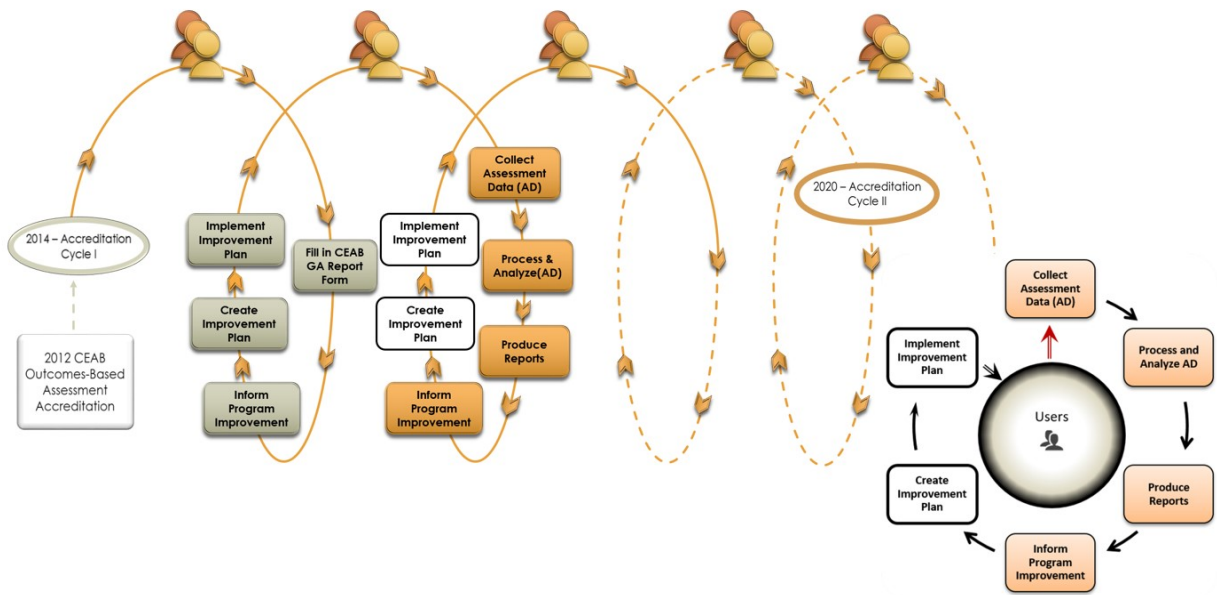 2014 – Accreditation
Cycle I
2012 CEAB
Outcomes-Based
Assessment
Accreditation
Implement
Improvement
Plan
Create
Improvement
Plan
Inform
Program
Improvement
Fill in CEAB
GA Report
Form
Implement
Improvement
Plan
Create
Improvement
Plan
Inform
Program
Improvement
Collect
Assessment
Data (AD)
Process &
Analyze(AD)
Produce
Reports
2020 – Accreditation
Cycle II
Collect
Assessment
Data (AD)
Process and
Analyze AD
Produce
Reports
Inform
Program
Improvement
Create
Improvement
Plan
Implement
Improvement
Plan
Users